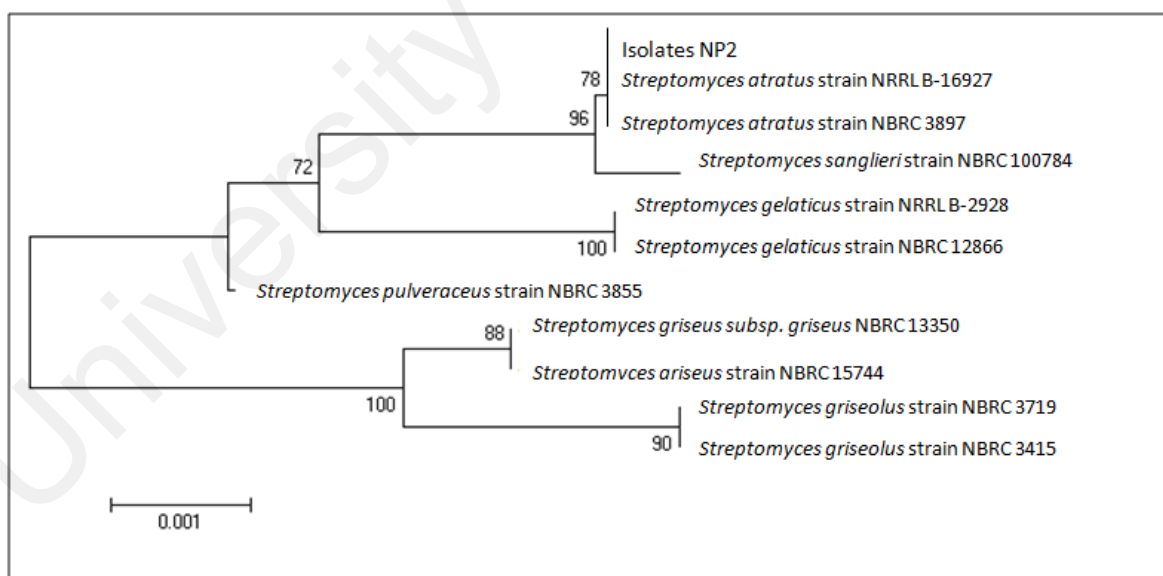 Isolates NP2
78
Streptomyces atratus strain NRRL B-16927
96
Streptomyces atratus strain NBRC 3897
Streptomyces sanglieri strain NBRC 100784
72
Streptomyces gelaticus strain NRRL B-2928
100
Streptomyces gelaticus strain NBRC 12866
Streptomyces pulveraceus strain NBRC 3855
88
Streptomyces griseus subsp. griseus NBRC 13350
Streptomyces ariseus strain NBRC 15744
100
Streptomyces griseolus strain NBRC 3719
90
Streptomyces griseolus strain NBRC 3415
0.001
University